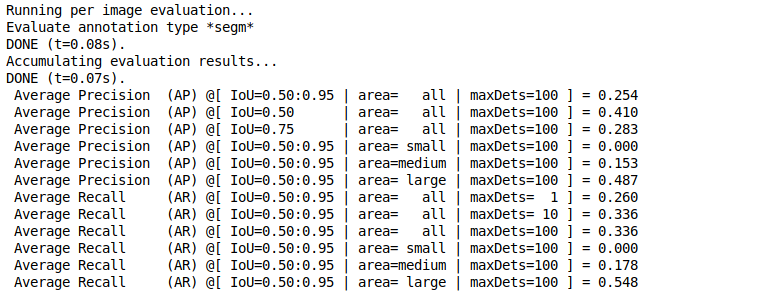 Running per image evaluation...
Evaluate annotation type *segm*
DONE (t=0.08s).
Accumulating evaluation results...
DONE (t=0.07s).
 Average Precision  (AP) @[ IoU=0.50:0.95 | area=   all | maxDets=100 ] = 0.254
 Average Precision  (AP) @[ IoU=0.50      | area=   all | maxDets=100 ] = 0.410
 Average Precision  (AP) @[ IoU=0.75      | area=   all | maxDets=100 ] = 0.283
 Average Precision  (AP) @[ IoU=0.50:0.95 | area= small | maxDets=100 ] = 0.000
 Average Precision  (AP) @[ IoU=0.50:0.95 | area=medium | maxDets=100 ] = 0.153
 Average Precision  (AP) @[ IoU=0.50:0.95 | area= large | maxDets=100 ] = 0.487
 Average Recall     (AR) @[ IoU=0.50:0.95 | area=   all | maxDets=  1 ] = 0.260
 Average Recall     (AR) @[ IoU=0.50:0.95 | area=   all | maxDets= 10 ] = 0.336
 Average Recall     (AR) @[ IoU=0.50:0.95 | area=   all | maxDets=100 ] = 0.336
 Average Recall     (AR) @[ IoU=0.50:0.95 | area= small | maxDets=100 ] = 0.000
 Average Recall     (AR) @[ IoU=0.50:0.95 | area=medium | maxDets=100 ] = 0.178
 Average Recall     (AR) @[ IoU=0.50:0.95 | area= large | maxDets=100 ] = 0.548